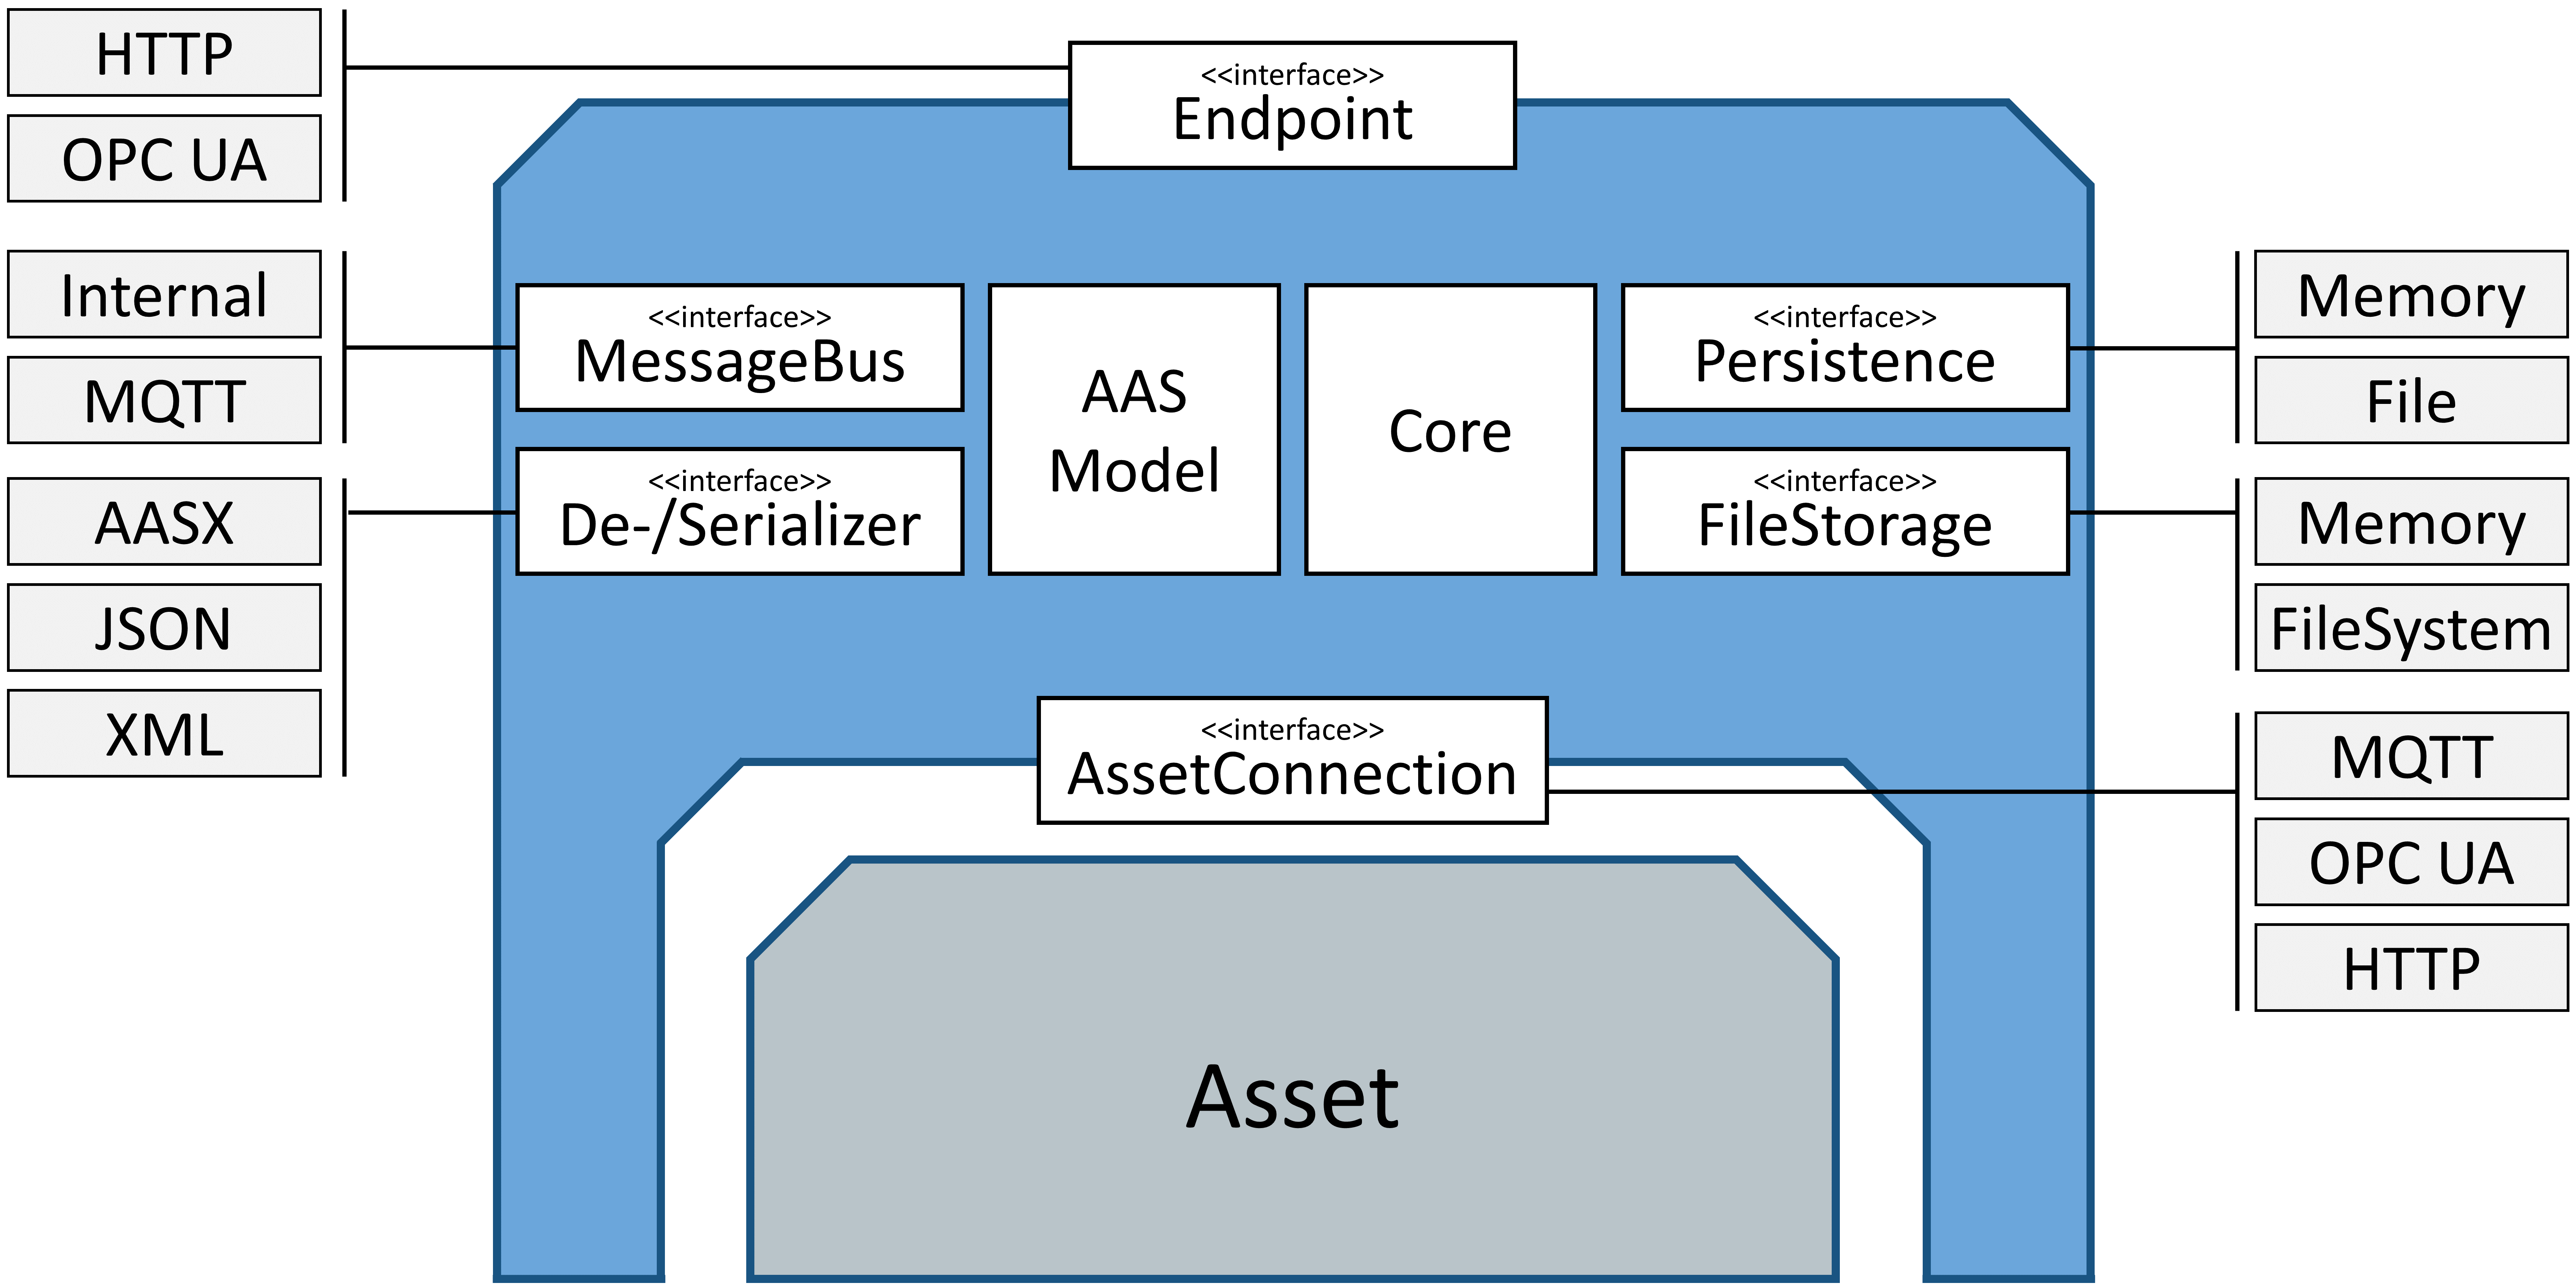 HTTP
OPC UA
Internal
MQTT
AASX
JSON
XML
<<interface>>
Endpoint
<<interface>>
MessageBus
<<interface>>
De-/Serializer
AAS
Model
Core
<<interface>>
Persistence
<<interface>>
FileStorage
<<interface>>
AssetConnection
Asset
Memory
File
Memory
FileSystem
MQTT
OPC UA
HTTP